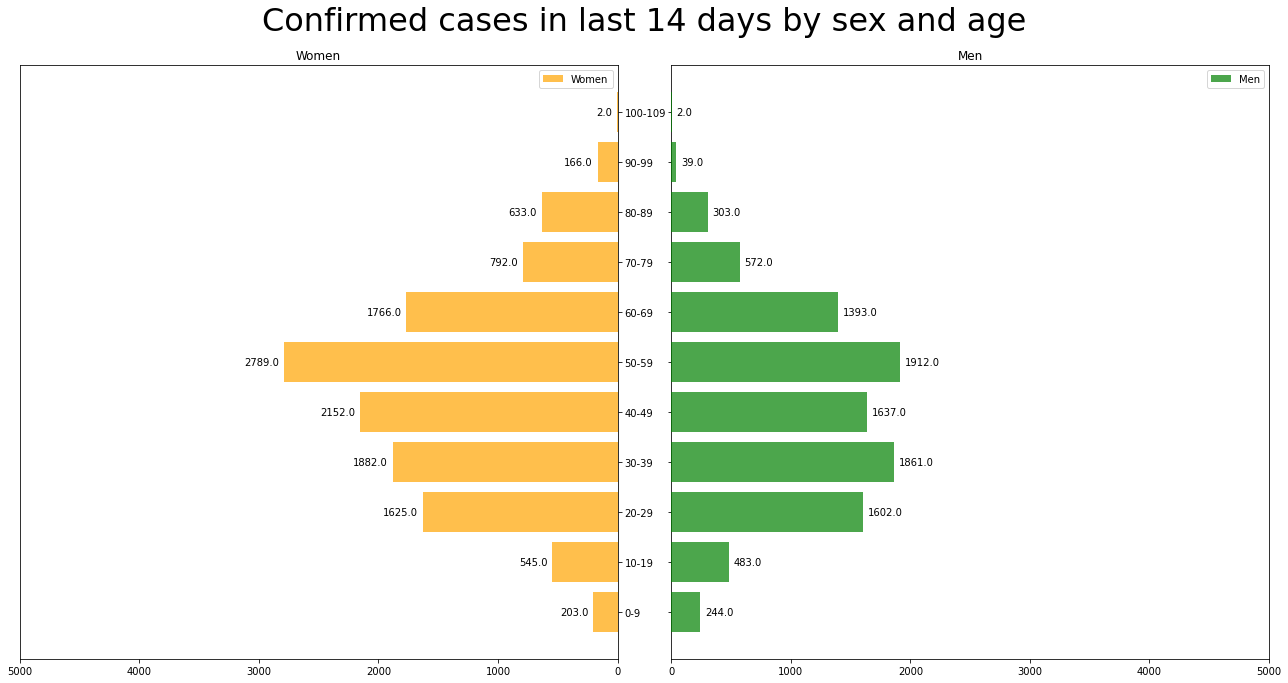 Confirmed cases in last 14 days by sex and age
Women
Men
Women
Men
2.0 100-109 2.0
166.0 90-99 39.0
633.0 80-89 303.0
792.0 70-79 572.0
1766.0 60-69 1393.0
2789.0 50-59 1912.0
2152.0 40-49 1637.0
1882.0 30-39 1861.0
1625.0 20-29 1602.0
545.0 10-19 483.0
203.0 0-9 244.0
5000 4000 3000 2000 1000 0 0 1000 2000 3000 4000 5000